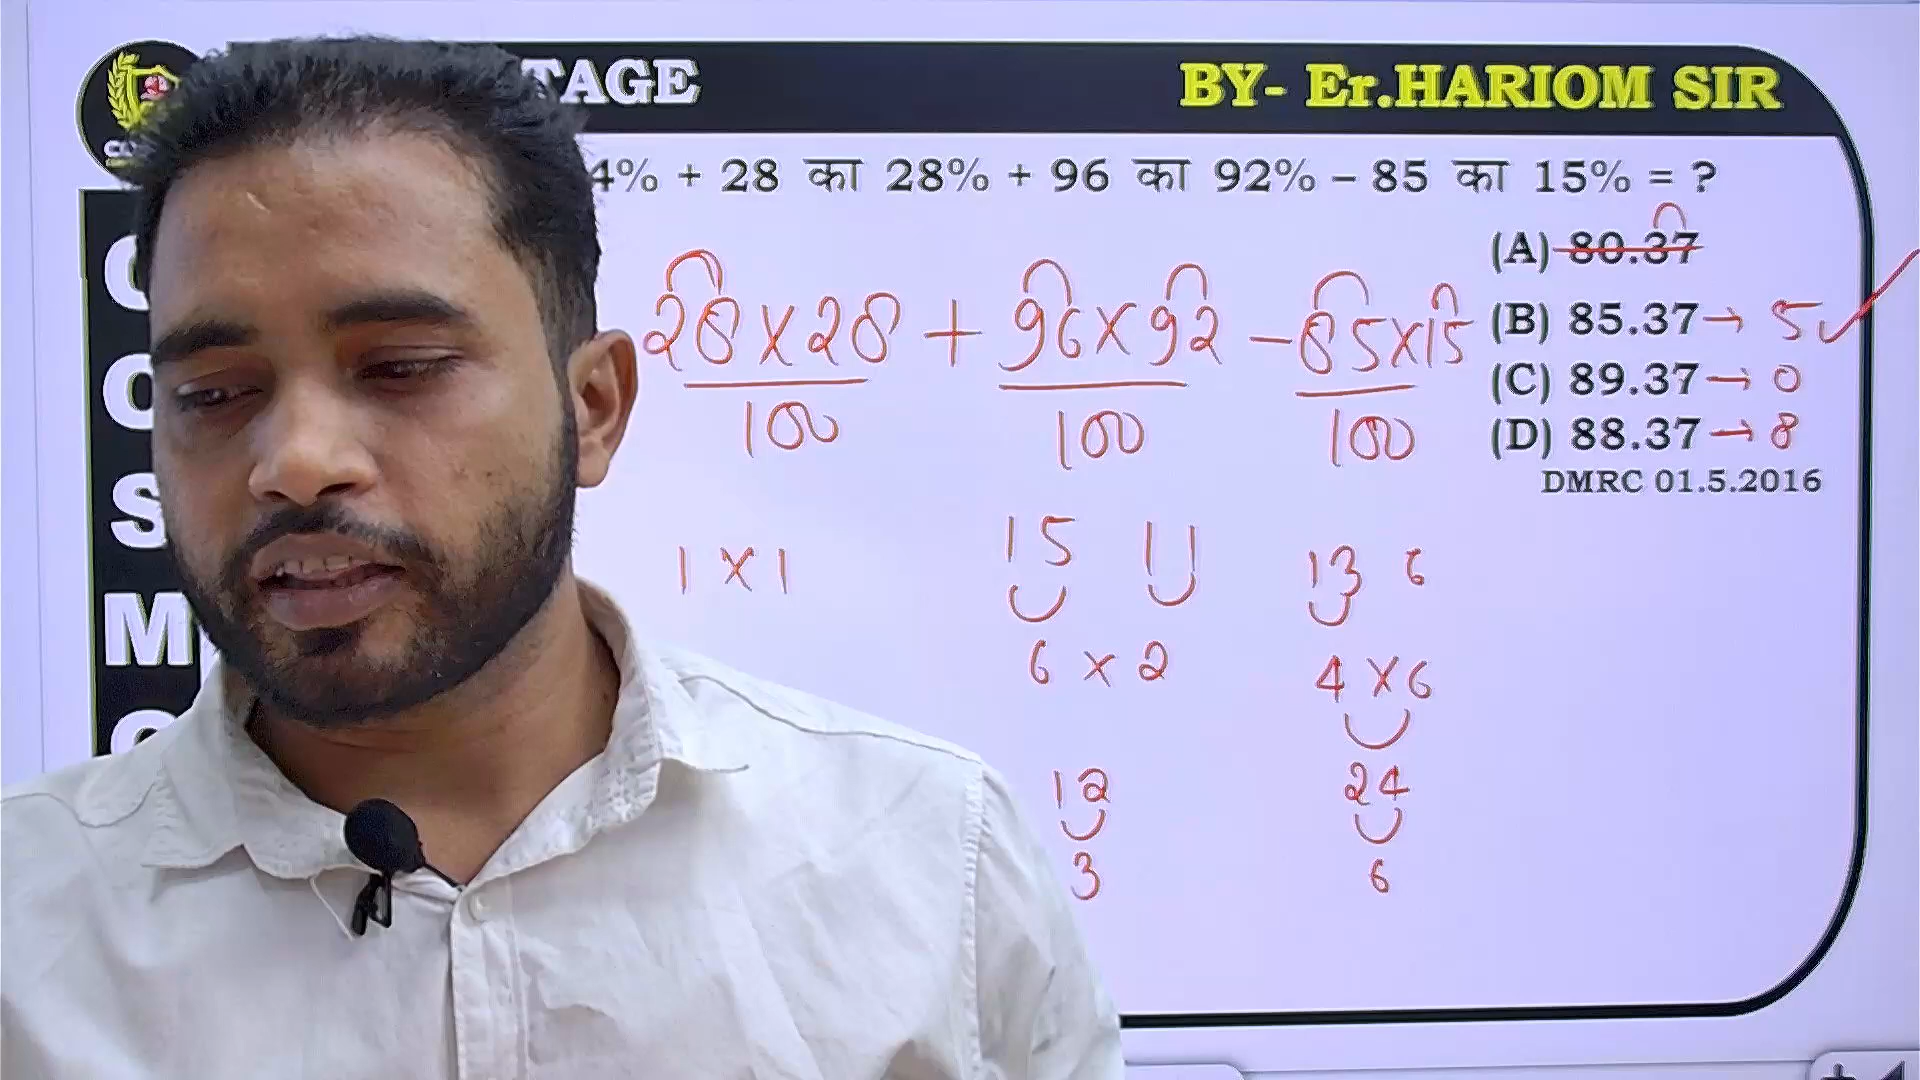 TAGE
BY- Er.HARIOM SIR
4% + 28 का 28% + 96 का 92% – 85 का 15% = ?
(A) 80.37
28 × 28 + 96 × 92 - 85 × 15
100 100 100
(B) 85.37 → 5 ✓
(C) 89.37 → 0
(D) 88.37 → 8
DMRC 01.5.2016
1 × 1
15 11 13 6
6 × 2 4 × 6
12 24
3 6
S
M